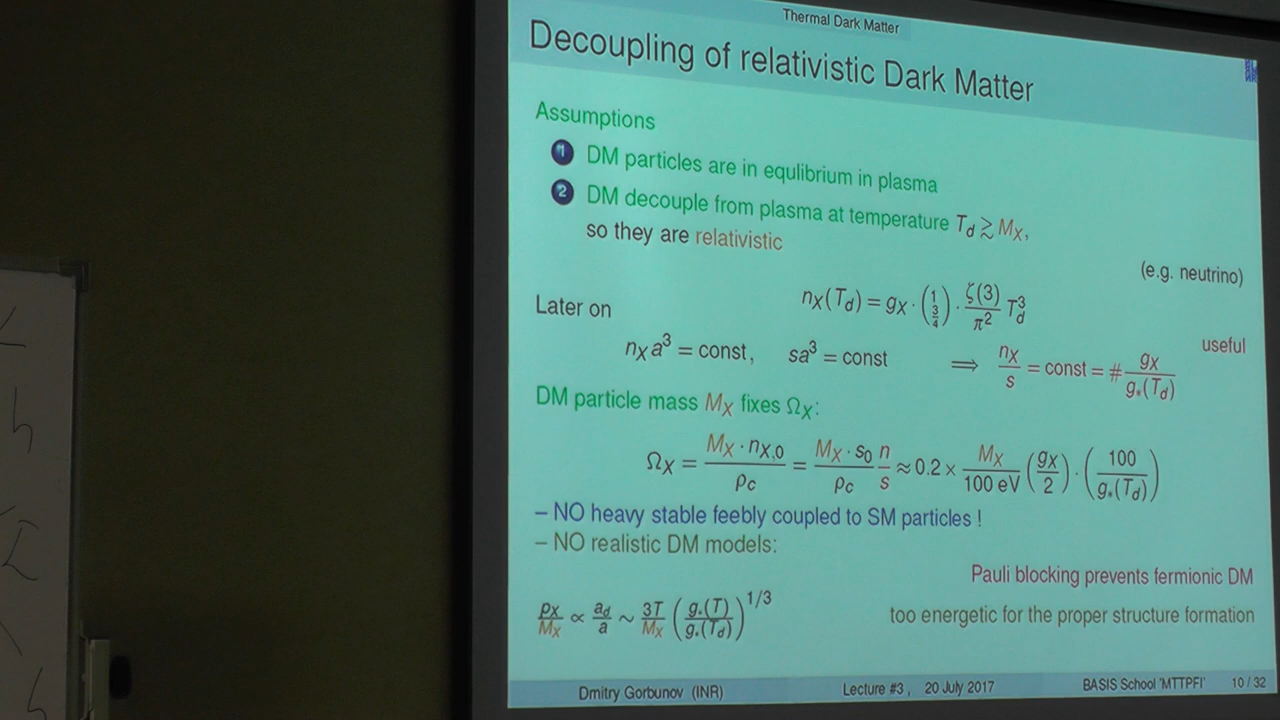 Thermal Dark Matter
Decoupling of relativistic Dark Matter
Assumptions
1 DM particles are in equlibrium in plasma
2 DM decouple from plasma at temperature T_d ≳ M_X,
so they are relativistic
(e.g. neutrino)
n_X(T_d) = g_X · (1 3/4) · ζ(3)/π² T_d³
Later on
useful
n_X a³ = const, sa³ = const ⟹ n_X/s = const = # g_X/g_*(T_d)
DM particle mass M_X fixes Ω_X:
Ω_X = M_X · n_X,0/ρ_c = M_X · s_0/ρ_c n/s ≈ 0.2 × M_X/100 eV (g_X/2) · (100/g_*(T_d))
– NO heavy stable feebly coupled to SM particles !
– NO realistic DM models:
Pauli blocking prevents fermionic DM
p_X/M_X ∝ a_d/a ~ 3T/M_X (g_*(T)/g_*(T_d))^1/3
too energetic for the proper structure formation
Dmitry Gorbunov (INR) Lecture #3 , 20 July 2017 BASIS School 'MTTPFI' 10 / 32